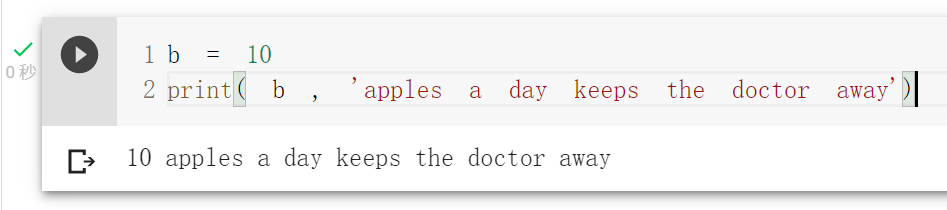 0 秒
1 b = 10
2 print( b , 'apples a day keeps the doctor away')
10 apples a day keeps the doctor away